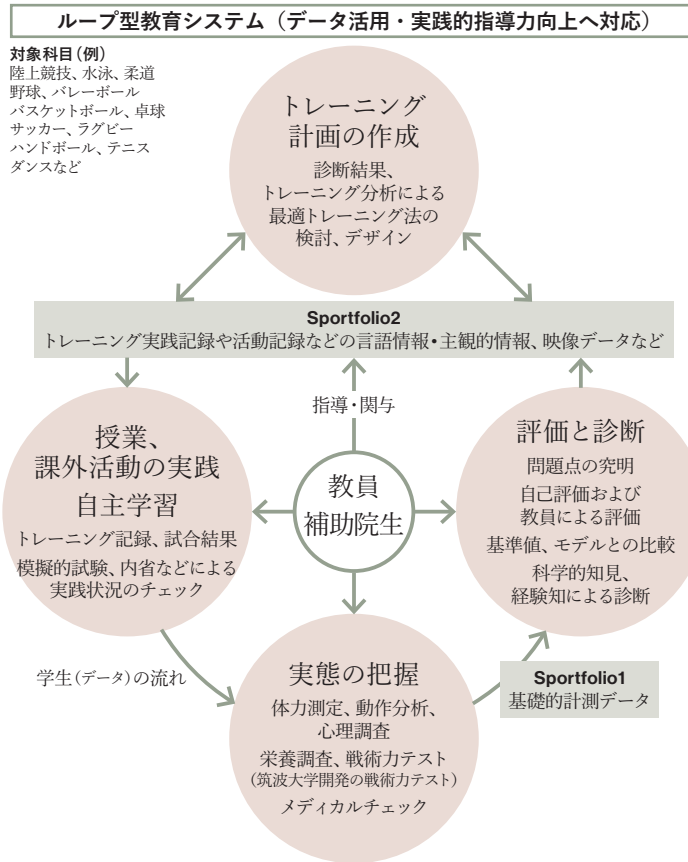 ループ型教育システム（データ活用・実践的指導力向上へ対応）
対象科目（例）
陸上競技、水泳、柔道
野球、バレーボール
バスケットボール、卓球
サッカー、ラグビー
ハンドボール、テニス
ダンスなど
トレーニング
計画の作成
診断結果、
トレーニング分析による
最適トレーニング法の
検討、デザイン
Sportfolio2
トレーニング実践記録や活動記録などの言語情報・主観的情報、映像データなど
指導・関与
授業、
課外活動の実践
自主学習
トレーニング記録、試合結果
模擬的試験、内省などによる
実践状況のチェック
教員
補助院生
評価と診断
問題点の究明
自己評価および
教員による評価
基準値、モデルとの比較
科学的知見、
経験知による診断
学生（データ）の流れ
実態の把握
体力測定、動作分析、
心理調査
栄養調査、戦術力テスト
（筑波大学開発の戦術力テスト）
メディカルチェック
Sportfolio1
基礎的計測データ